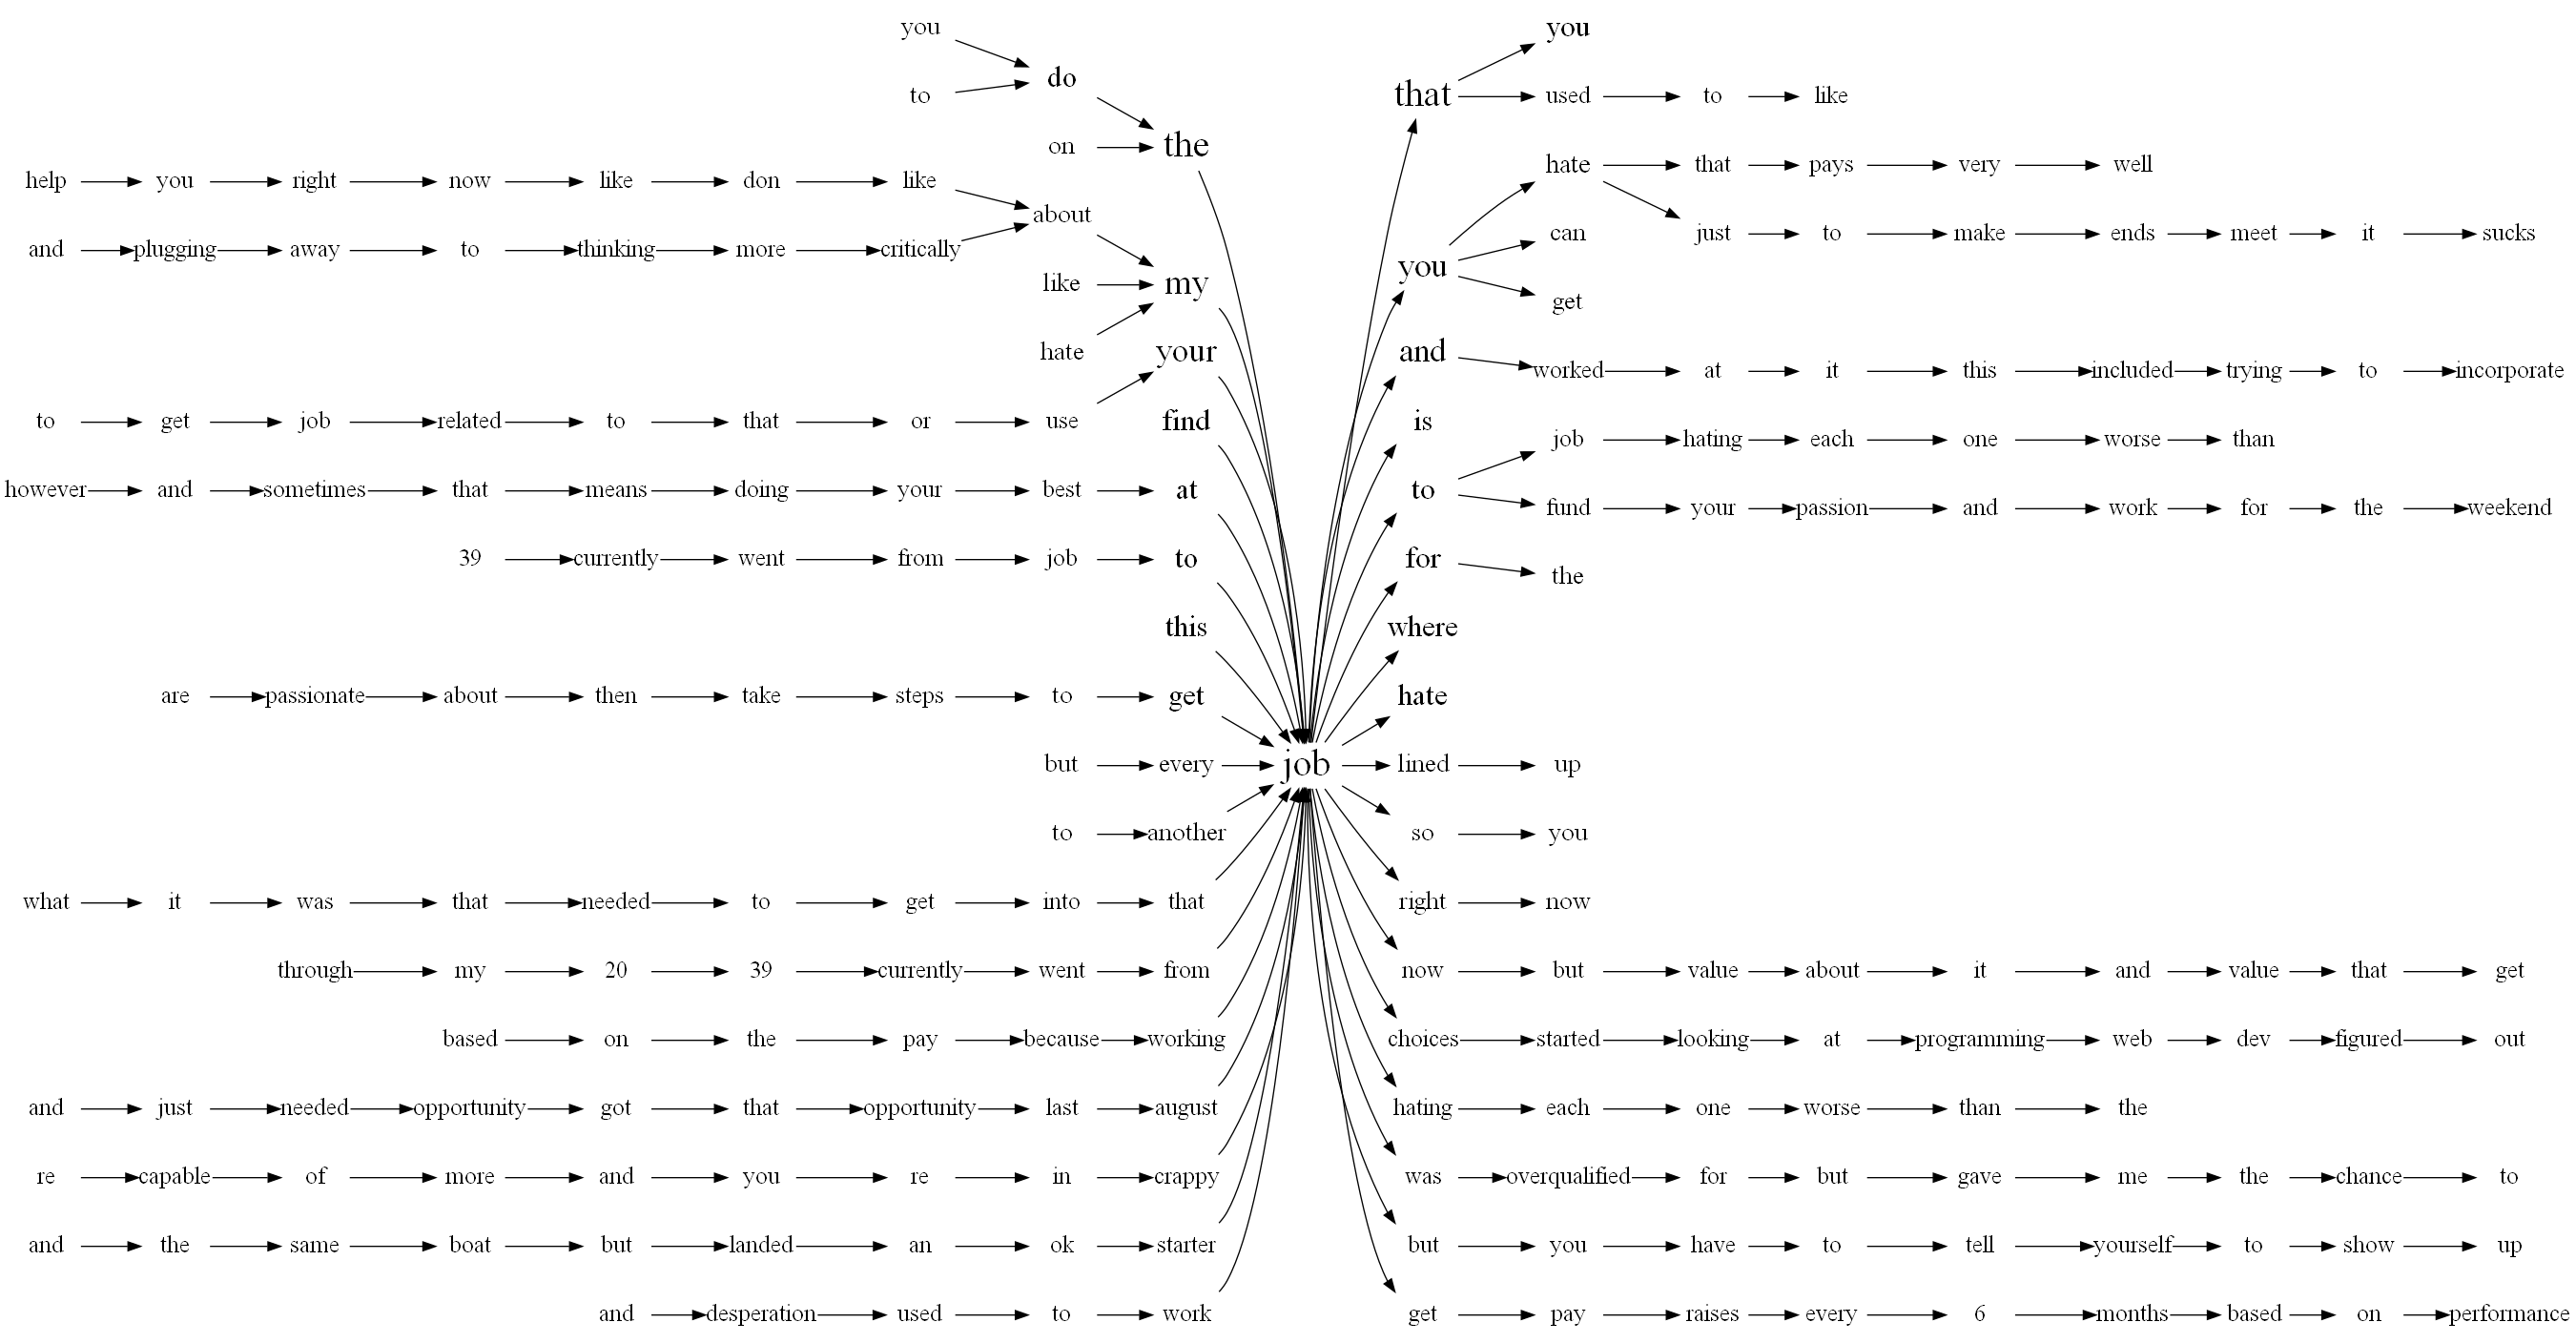 you
you
do
to
that
used to like
on
the
hate that pays very well
help you right now like don like
about
and plugging away to thinking more critically
can
just to make ends meet it sucks
you
like
my
get
hate
your
and
worked at it this included trying to incorporate
to get job related to that or use
find
is
job hating each one worse than
however and sometimes that means doing your best at
to
fund your passion and work for the weekend
39 currently went from job to
for
the
this
where
are passionate about then take steps to get
hate
but every job lined up
to another
so you
what it was that needed to get into that
right now
through my 20 39 currently went from
now but value about it and value that get
based on the pay because working
choices started looking at programming web dev figured out
and just needed opportunity got that opportunity last august
hating each one worse than the
re capable of more and you re in crappy
was overqualified for but gave me the chance to
and the same boat but landed an ok starter
but you have to tell yourself to show up
and desperation used to work
get pay raises every 6 months based on performance